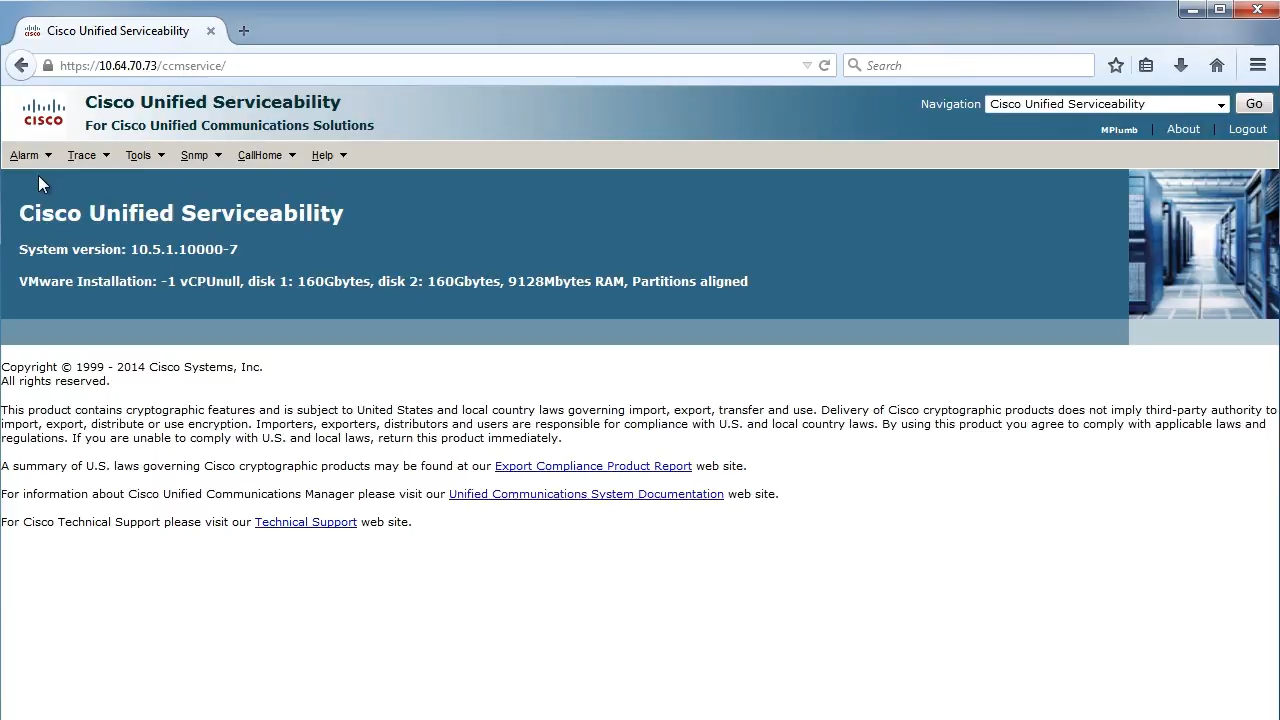 Cisco Unified Serviceability
https://10.64.70.73/ccmservice/
Search
CISCO
Cisco Unified Serviceability
For Cisco Unified Communications Solutions
Navigation Cisco Unified Serviceability Go
MPlumb | About | Logout
Alarm Trace Tools Snmp CallHome Help
Cisco Unified Serviceability
System version: 10.5.1.10000-7
VMware Installation: -1 vCPUnull, disk 1: 160Gbytes, disk 2: 160Gbytes, 9128Mbytes RAM, Partitions aligned
Copyright © 1999 - 2014 Cisco Systems, Inc.
All rights reserved.
This product contains cryptographic features and is subject to United States and local country laws governing import, export, transfer and use. Delivery of Cisco cryptographic products does not imply third-party authority to
import, export, distribute or use encryption. Importers, exporters, distributors and users are responsible for compliance with U.S. and local country laws. By using this product you agree to comply with applicable laws and
regulations. If you are unable to comply with U.S. and local laws, return this product immediately.
A summary of U.S. laws governing Cisco cryptographic products may be found at our Export Compliance Product Report web site.
For information about Cisco Unified Communications Manager please visit our Unified Communications System Documentation web site.
For Cisco Technical Support please visit our Technical Support web site.